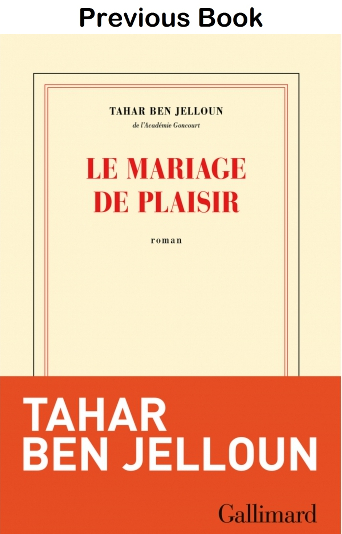 Previous Book
TAHAR BEN JELLOUN
de l'Académie Goncourt
LE MARIAGE
DE PLAISIR
roman
TAHAR
BEN JELLOUN
Gallimard